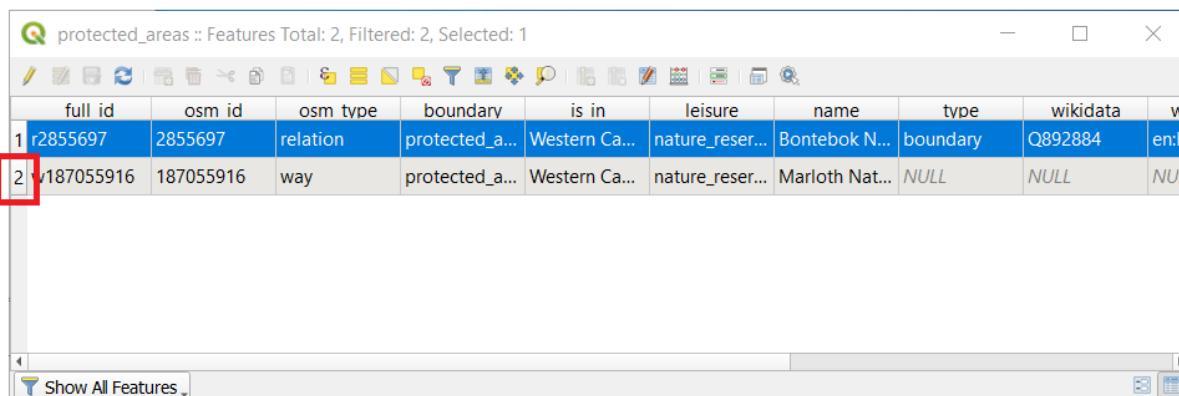 protected_areas :: Features Total: 2, Filtered: 2, Selected: 1
full_id osm_id osm_type boundary is_in leisure name type wikidata w
1 r2855697 2855697 relation protected_a... Western Ca... nature_reser... Bontebok N... boundary Q892884 en:
2 w187055916 187055916 way protected_a... Western Ca... nature_reser... Marloth Nat... NULL NULL NU
Show All Features